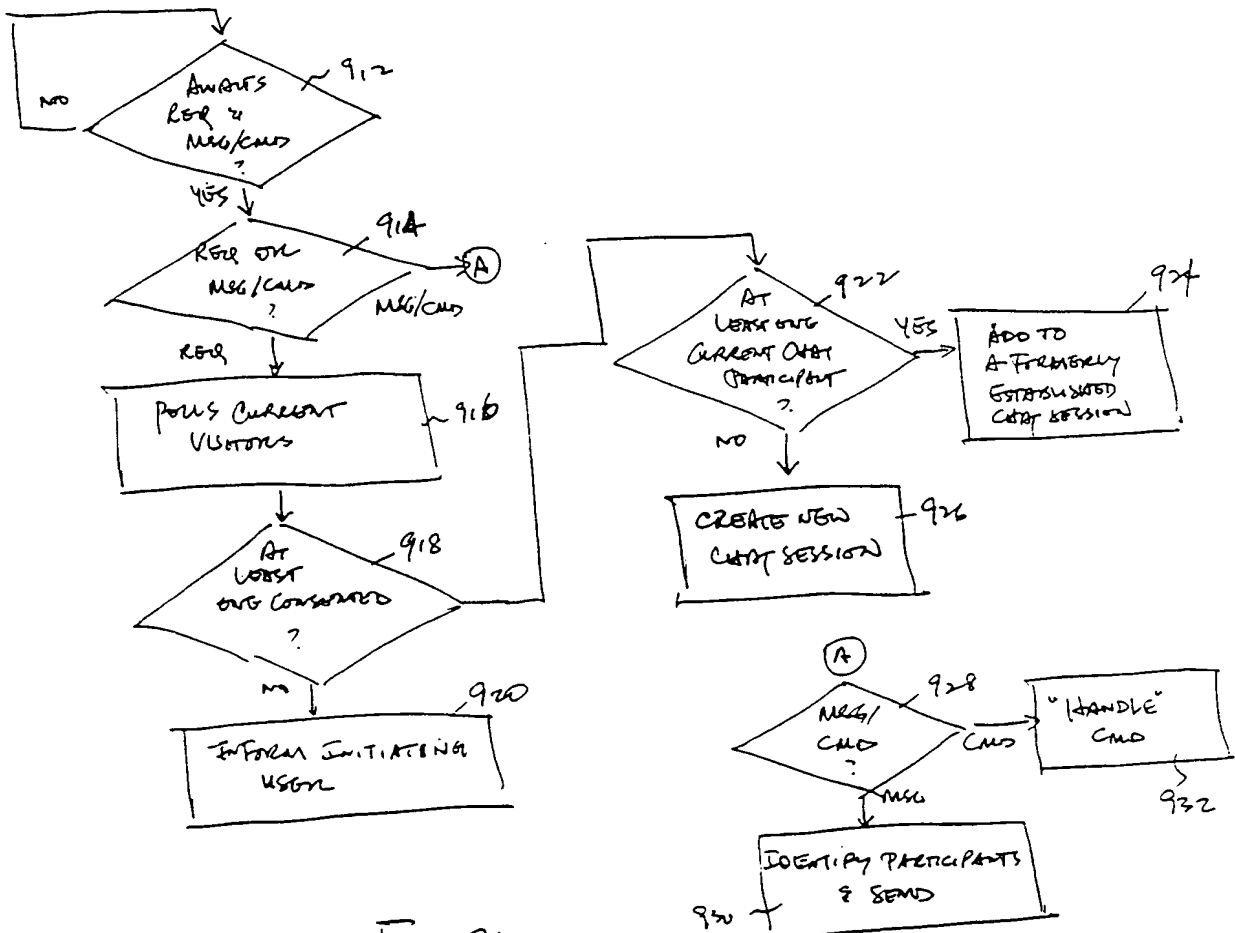 912
AWAITS
REQ OR
MSG/CMD
?
NO
YES
914
REQ OR
MSG/CMD
?
A
MSG/CMD
REQ
POLLS CURRENT
VISITORS
916
918
AT
LEAST
ONE CONSENTED
?
NO
920
INFORM INITIATING
USER
922
AT
LEAST ONE
CURRENT CHAT
PARTICIPANT
?
YES
924
ADD TO
A FORMERLY
ESTABLISHED
CHAT SESSION
NO
CREATE NEW
CHAT SESSION
926
A
928
MSG/
CMD
?
CMD
"HANDLE"
CMD
932
MSG
IDENTIFY PARTICIPANTS
& SEND
930